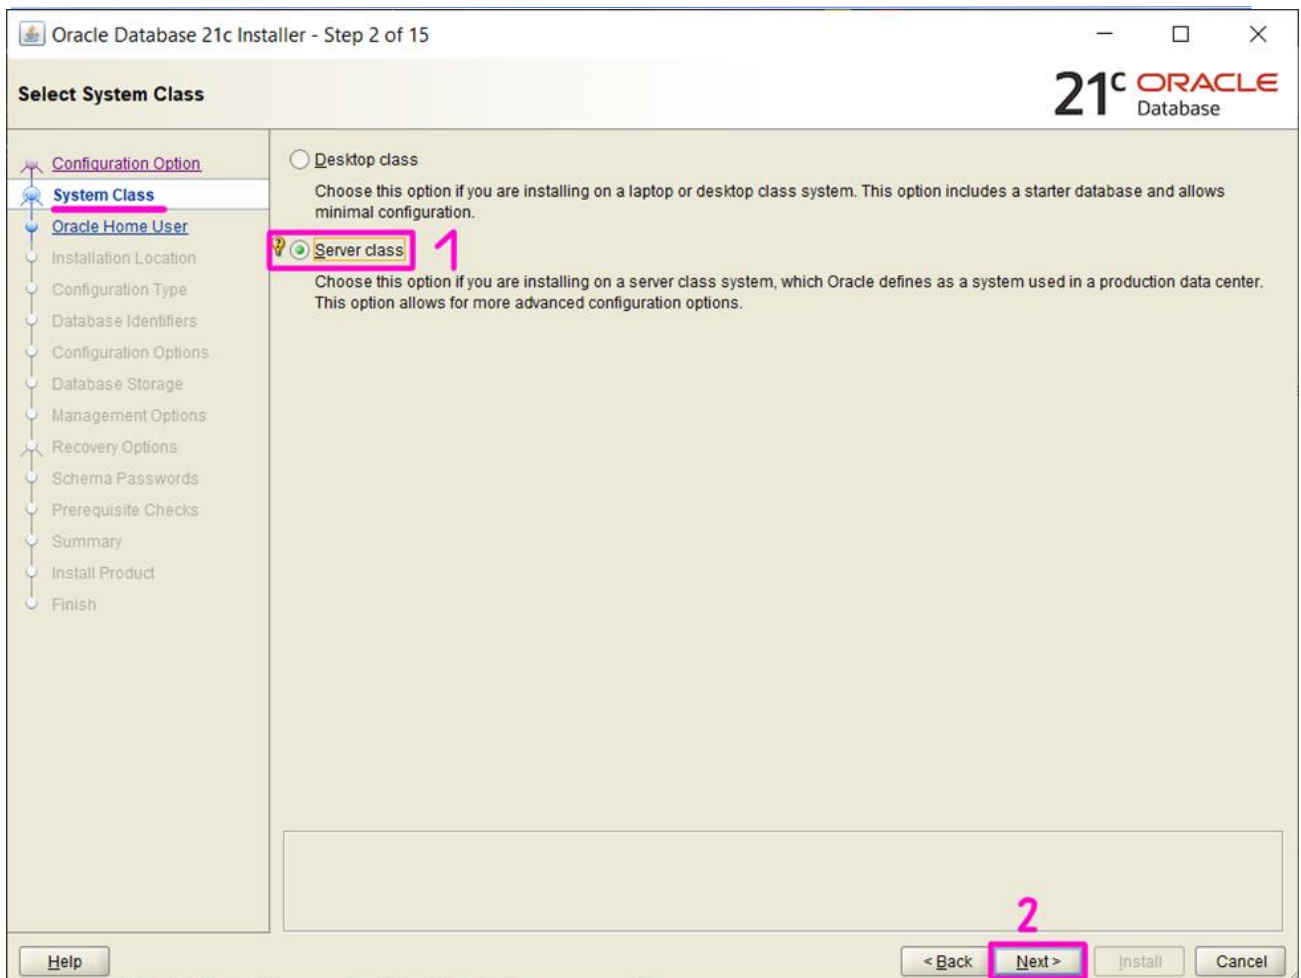 Oracle Database 21c Installer - Step 2 of 15
Select System Class
21c ORACLE
Database
Configuration Option
System Class
Oracle Home User
Installation Location
Configuration Type
Database Identifiers
Configuration Options
Database Storage
Management Options
Recovery Options
Schema Passwords
Prerequisite Checks
Summary
Install Product
Finish
Desktop class
Choose this option if you are installing on a laptop or desktop class system. This option includes a starter database and allows
minimal configuration.
Server class 1
Choose this option if you are installing on a server class system, which Oracle defines as a system used in a production data center.
This option allows for more advanced configuration options.
2
Help < Back Next > Install Cancel